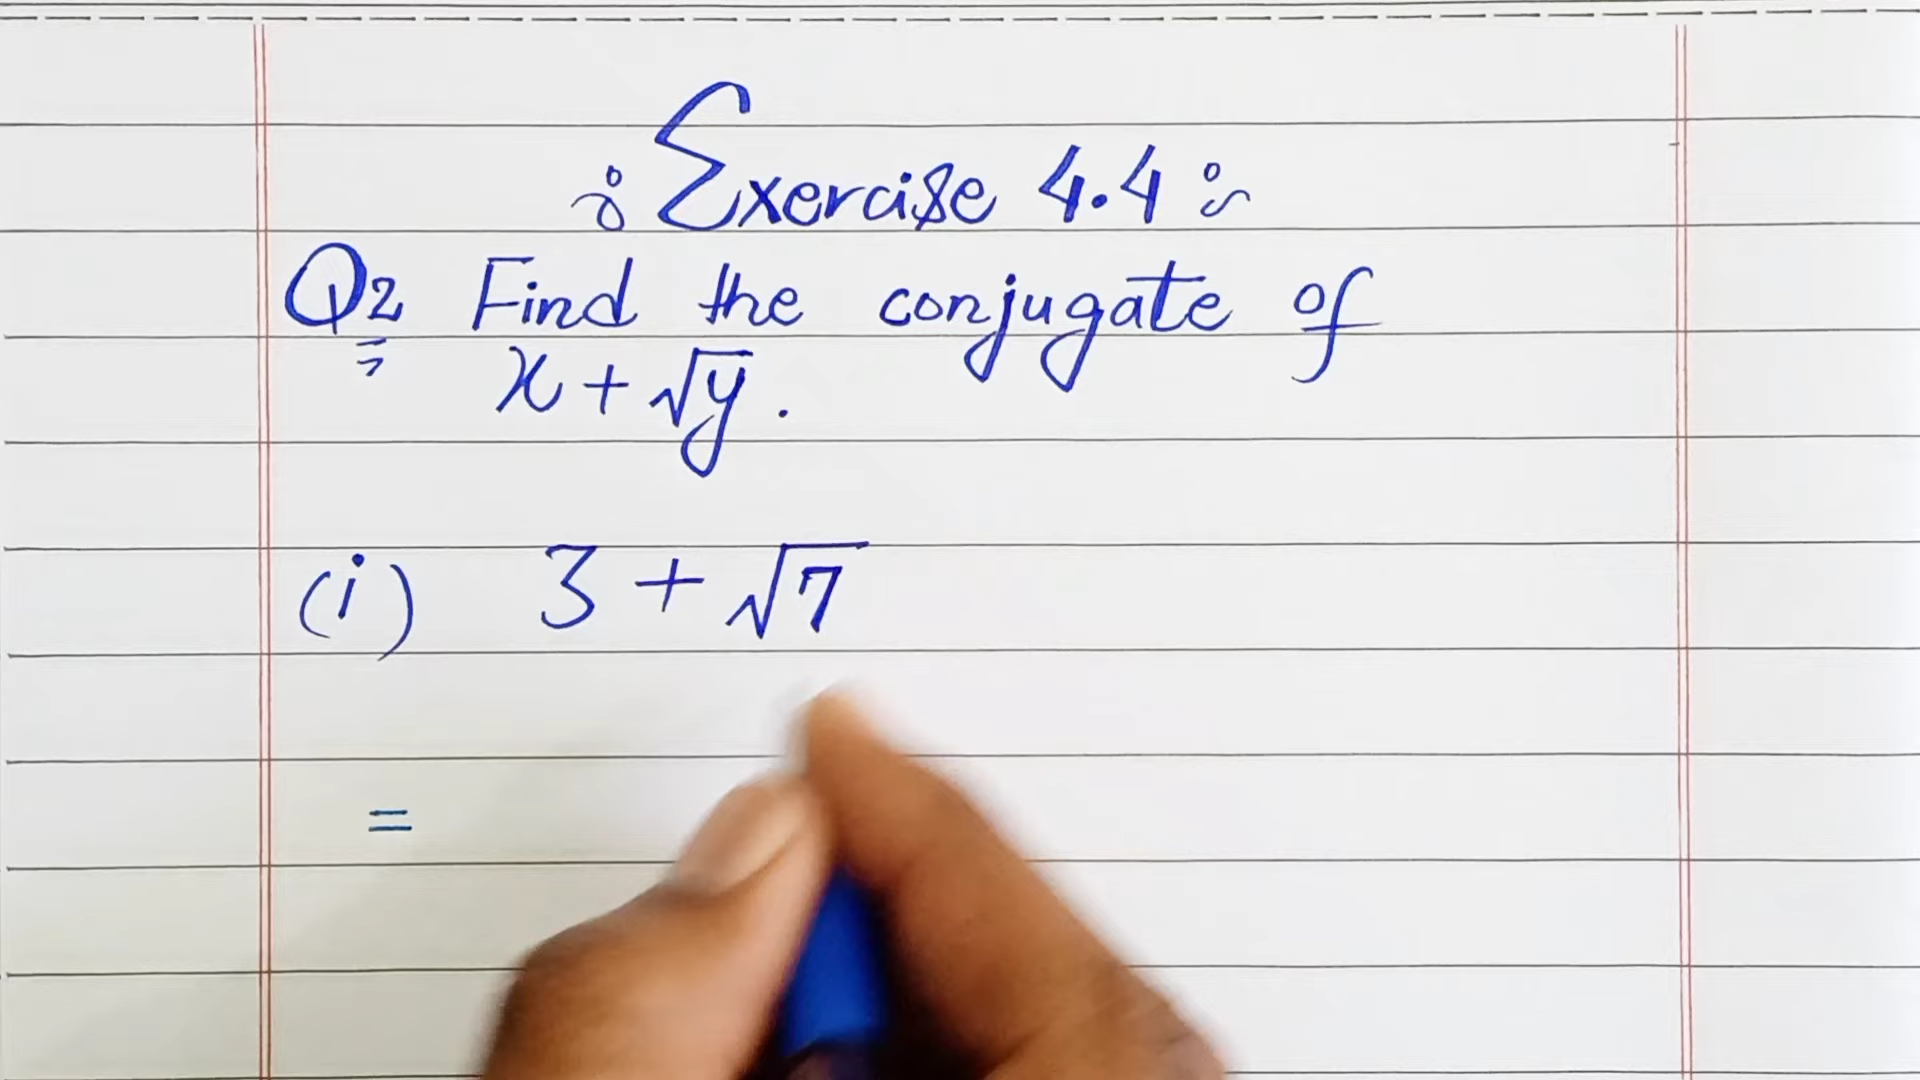 Exercise 4.4
Q2 Find the conjugate of
x + √y.
(i) 3 + √7
=